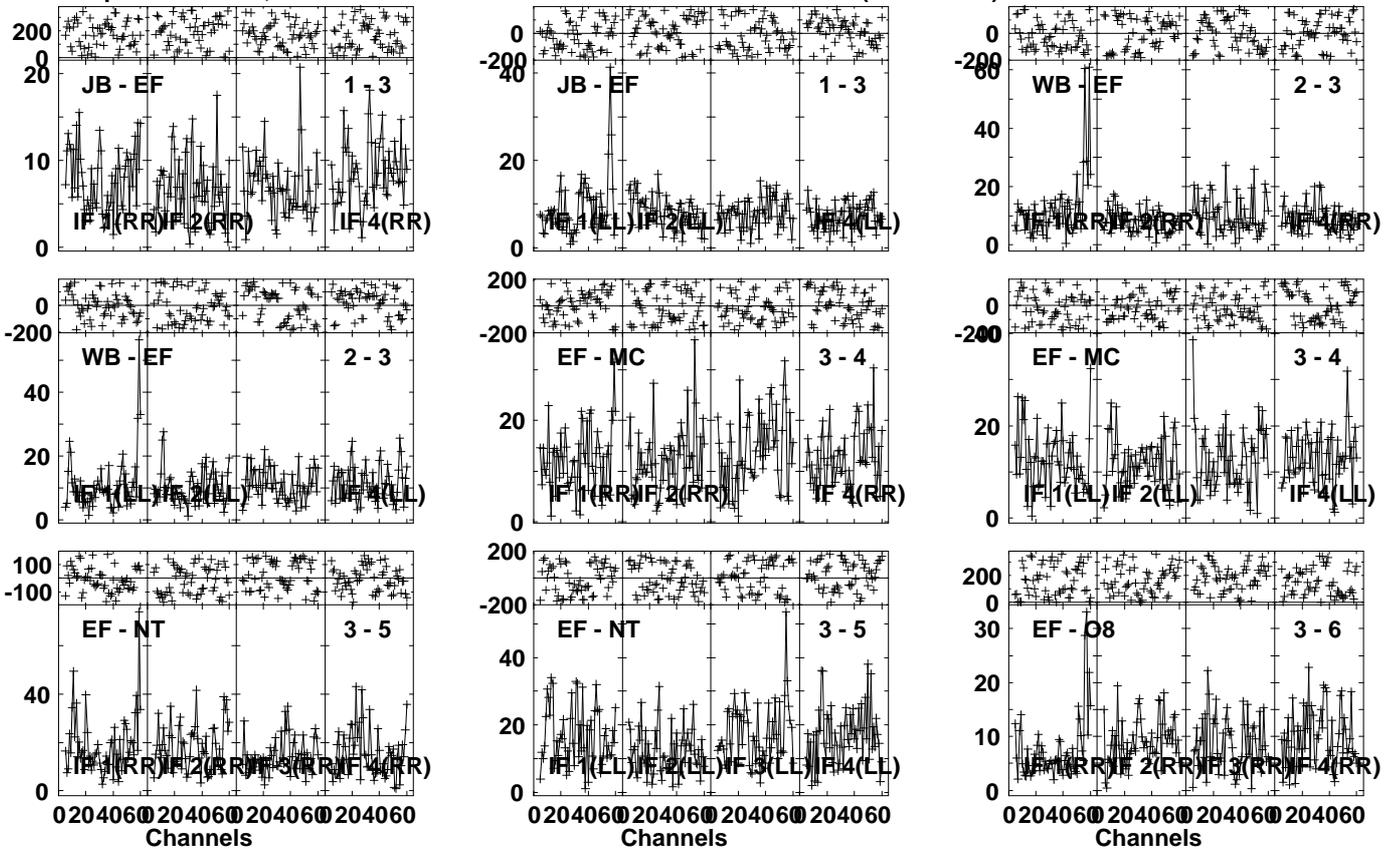 200
0
20
JB - EF
1 - 3
10
IF 1(RR)
IF 2(RR)
IF 4(RR)
0
0
-200
40
JB - EF
1 - 3
20
IF 1(LL)
IF 2(LL)
IF 4(LL)
0
0
-200
60
WB - EF
2 - 3
40
20
IF 1(RR)
IF 2(RR)
IF 4(RR)
0
0
-200
WB - EF
2 - 3
40
20
IF 1(LL)
IF 2(LL)
IF 4(LL)
0
200
0
-200
EF - MC
3 - 4
20
IF 1(RR)
IF 2(RR)
IF 4(RR)
0
200
0
-200
40
EF - MC
3 - 4
20
IF 1(LL)
IF 2(LL)
IF 4(LL)
0
100
-100
EF - NT
3 - 5
40
IF 1(RR)
IF 2(RR)
IF 3(RR)
IF 4(RR)
0
0 20 40 60 0 20 40 60 0 20 40 60 0 20 40 60
Channels
200
0
-200
EF - NT
3 - 5
40
20
IF 1(LL)
IF 2(LL)
IF 3(LL)
IF 4(LL)
0
0 20 40 60 0 20 40 60 0 20 40 60 0 20 40 60
200
0
30
EF - O8
3 - 6
20
10
IF 1(RR)
IF 2(RR)
IF 3(RR)
IF 4(RR)
0
0 20 40 60 0 20 40 60 0 20 40 60 0 20 40 60
Channels